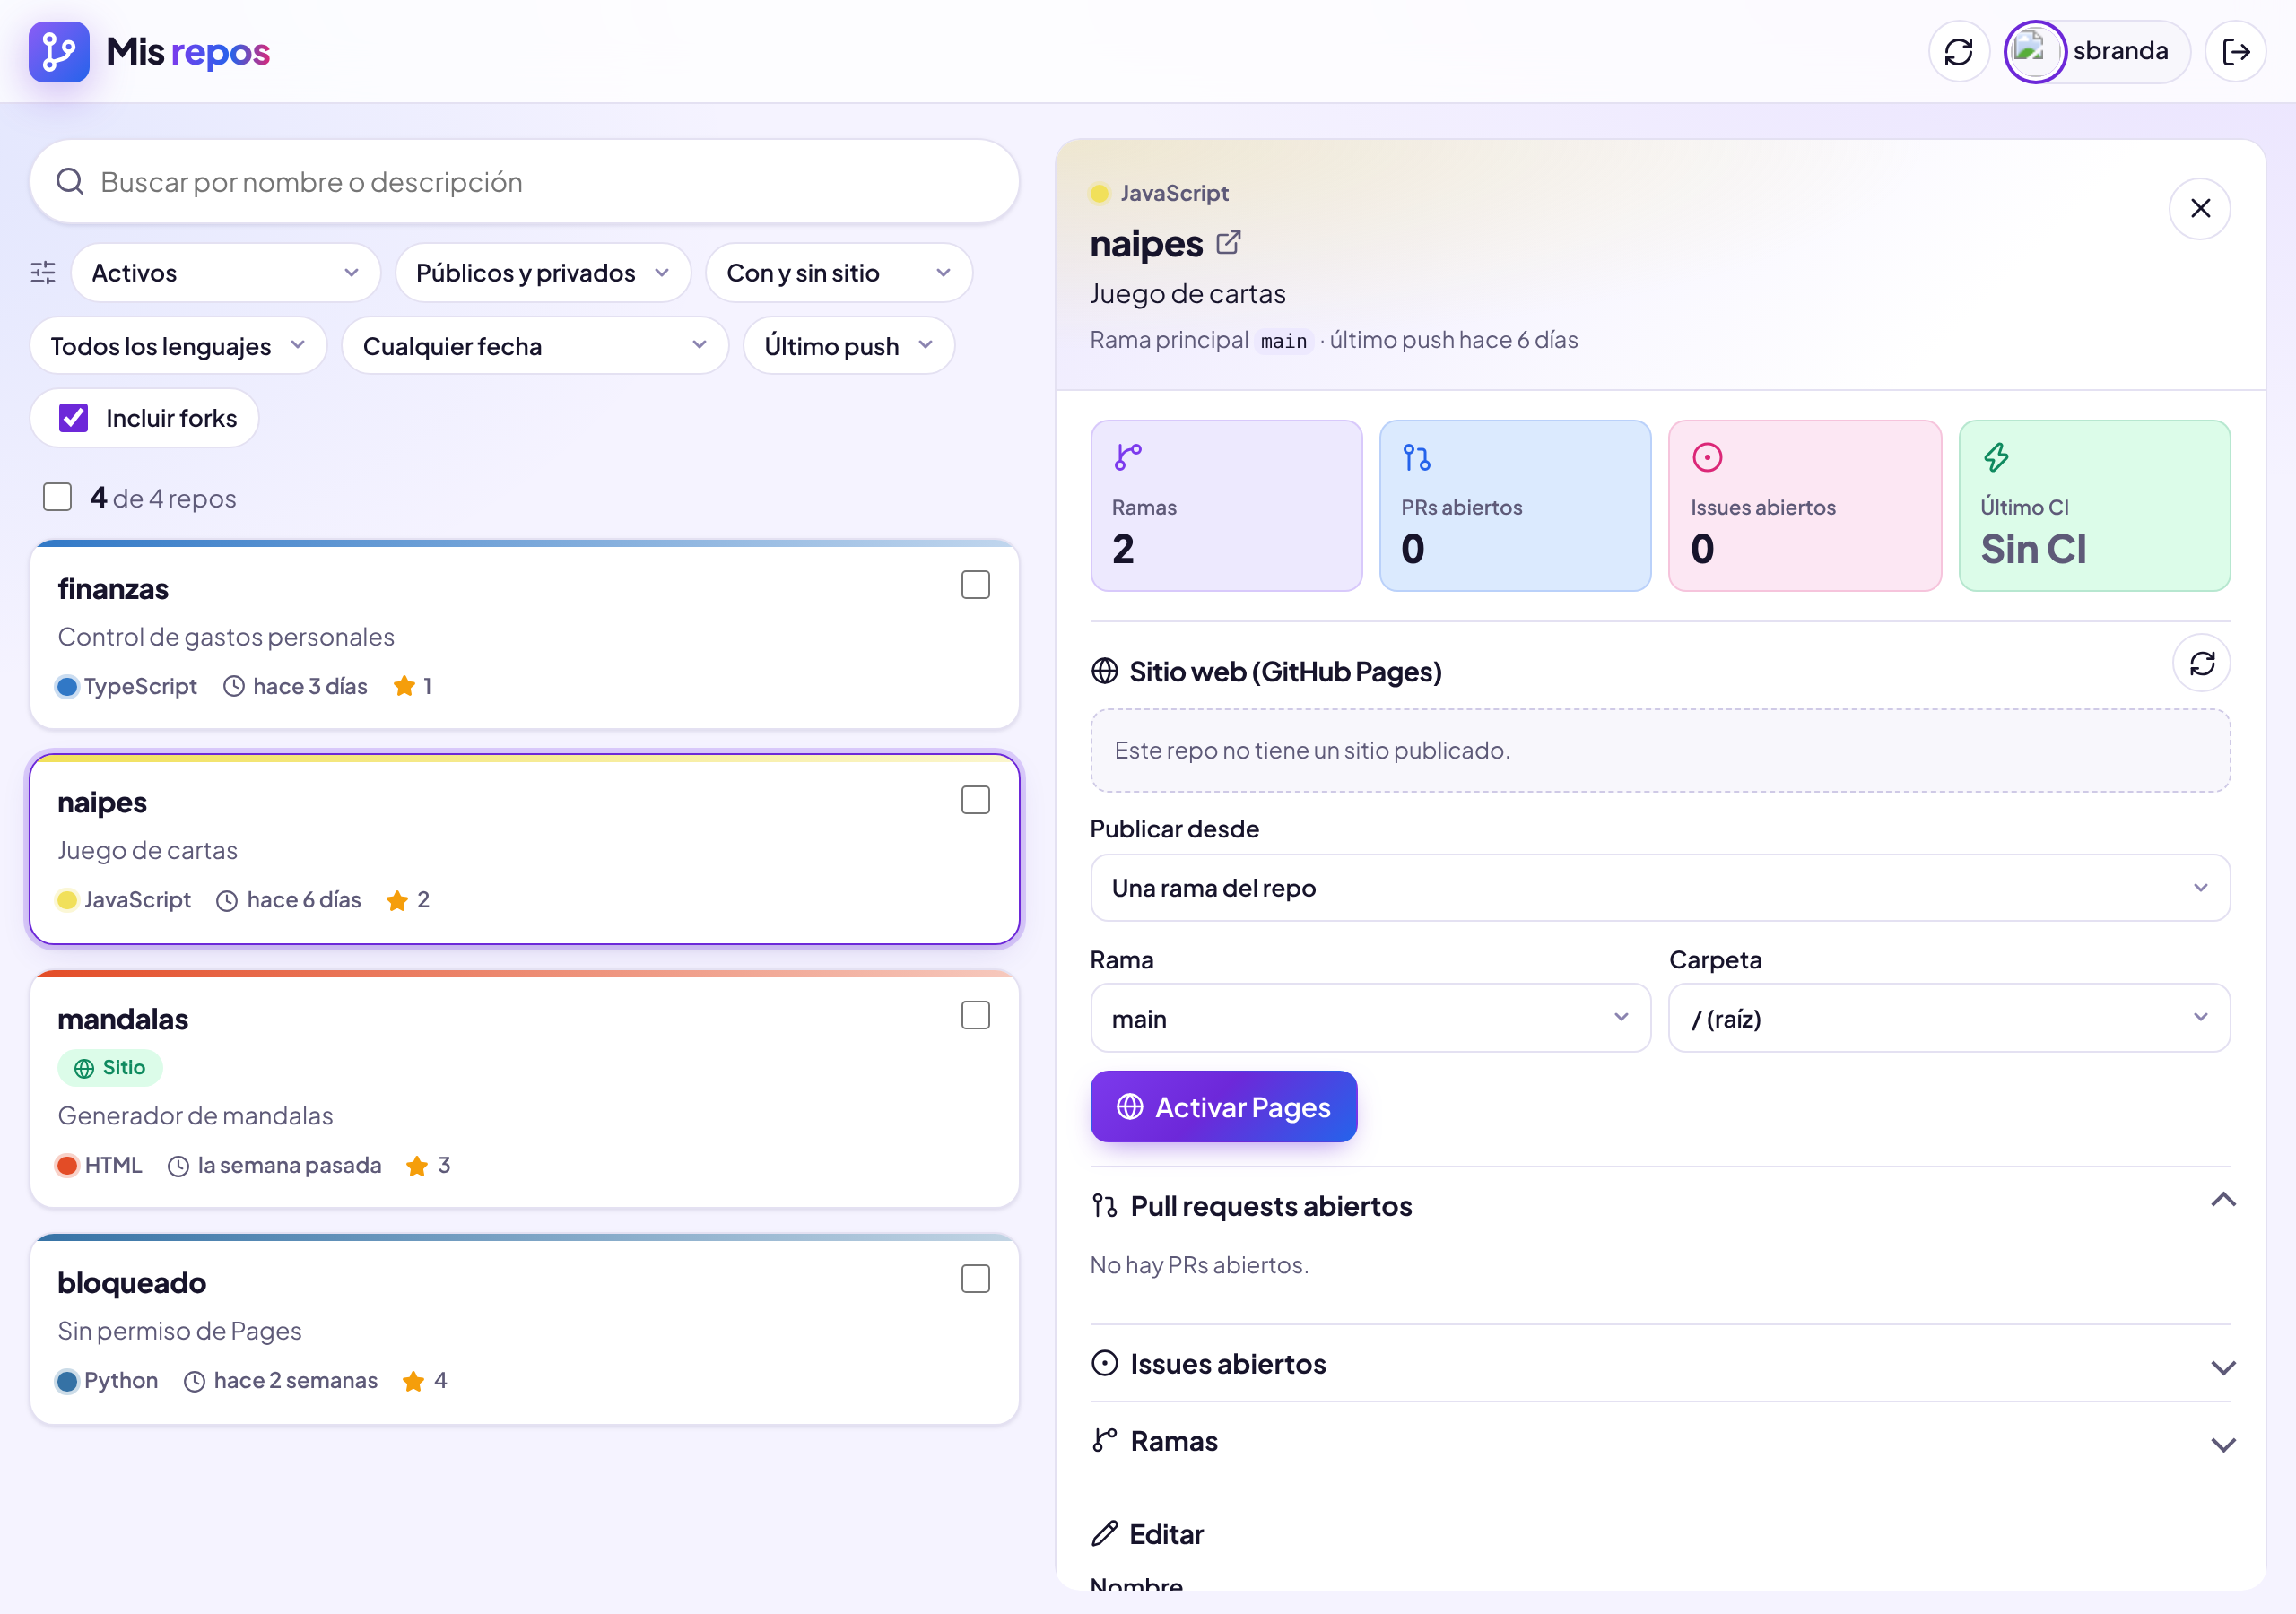 Mis repos
sbranda
Buscar por nombre o descripción
Activos
Públicos y privados
Con y sin sitio
Todos los lenguajes
Cualquier fecha
Último push
Incluir forks
4 de 4 repos
finanzas
Control de gastos personales
TypeScript hace 3 días 1
naipes
Juego de cartas
JavaScript hace 6 días 2
mandalas
Sitio
Generador de mandalas
HTML la semana pasada 3
bloqueado
Sin permiso de Pages
Python hace 2 semanas 4
JavaScript
naipes
Juego de cartas
Rama principal main · último push hace 6 días
Ramas
2
PRs abiertos
0
Issues abiertos
0
Último CI
Sin CI
Sitio web (GitHub Pages)
Este repo no tiene un sitio publicado.
Publicar desde
Una rama del repo
Rama
main
Carpeta
/ (raíz)
Activar Pages
Pull requests abiertos
No hay PRs abiertos.
Issues abiertos
Ramas
Editar
Nombre